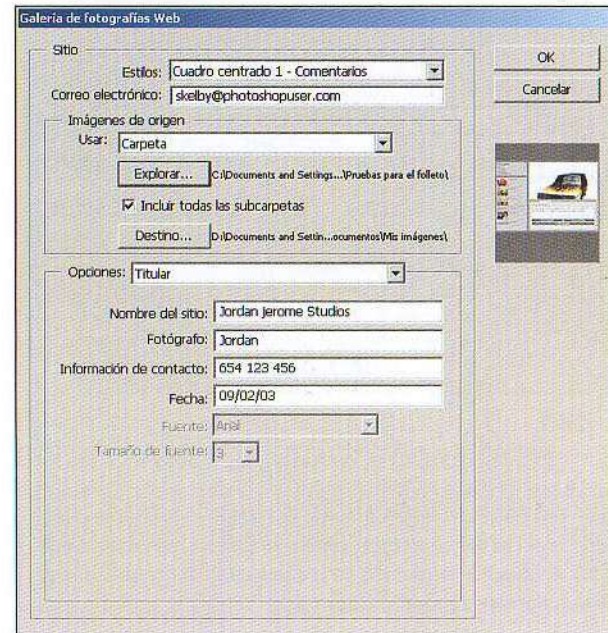 Galería de fotografías Web
Sitio
Estilos: Cuadro centrado 1 - Comentarios
Correo electrónico: skelby@photoshopuser.com
Imágenes de origen
Usar: Carpeta
Explorar... C:\Documents and Settings...\Pruebas para el folleto\
Incluir todas las subcarpetas
Destino... D:\Documents and Settin...ocumentos\Mis imágenes\
Opciones: Titular
Nombre del sitio: Jordan Jerome Studios
Fotógrafo: Jordan
Información de contacto: 654 123 456
Fecha: 09/02/03
Fuente: Arial
Tamaño de fuente: 3
OK
Cancelar